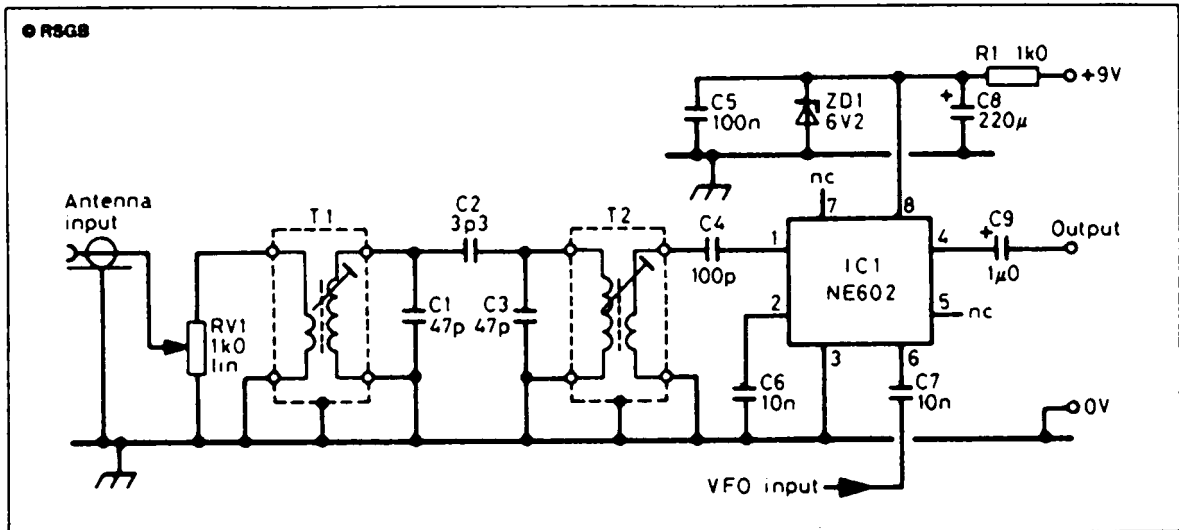 © RSGB
R1 1k0
+9V
C5
100n
ZD1
6V2
+
C8
220µ
Antenna
input
T1
C2
3p3
T2
C4
100p
nc
7
8
C9
+
1µ0
Output
1
4
IC1
NE602
2
5
nc
3
6
RV1
1k0
lin
C1
47p
C3
47p
C6
10n
C7
10n
0V
VFO input